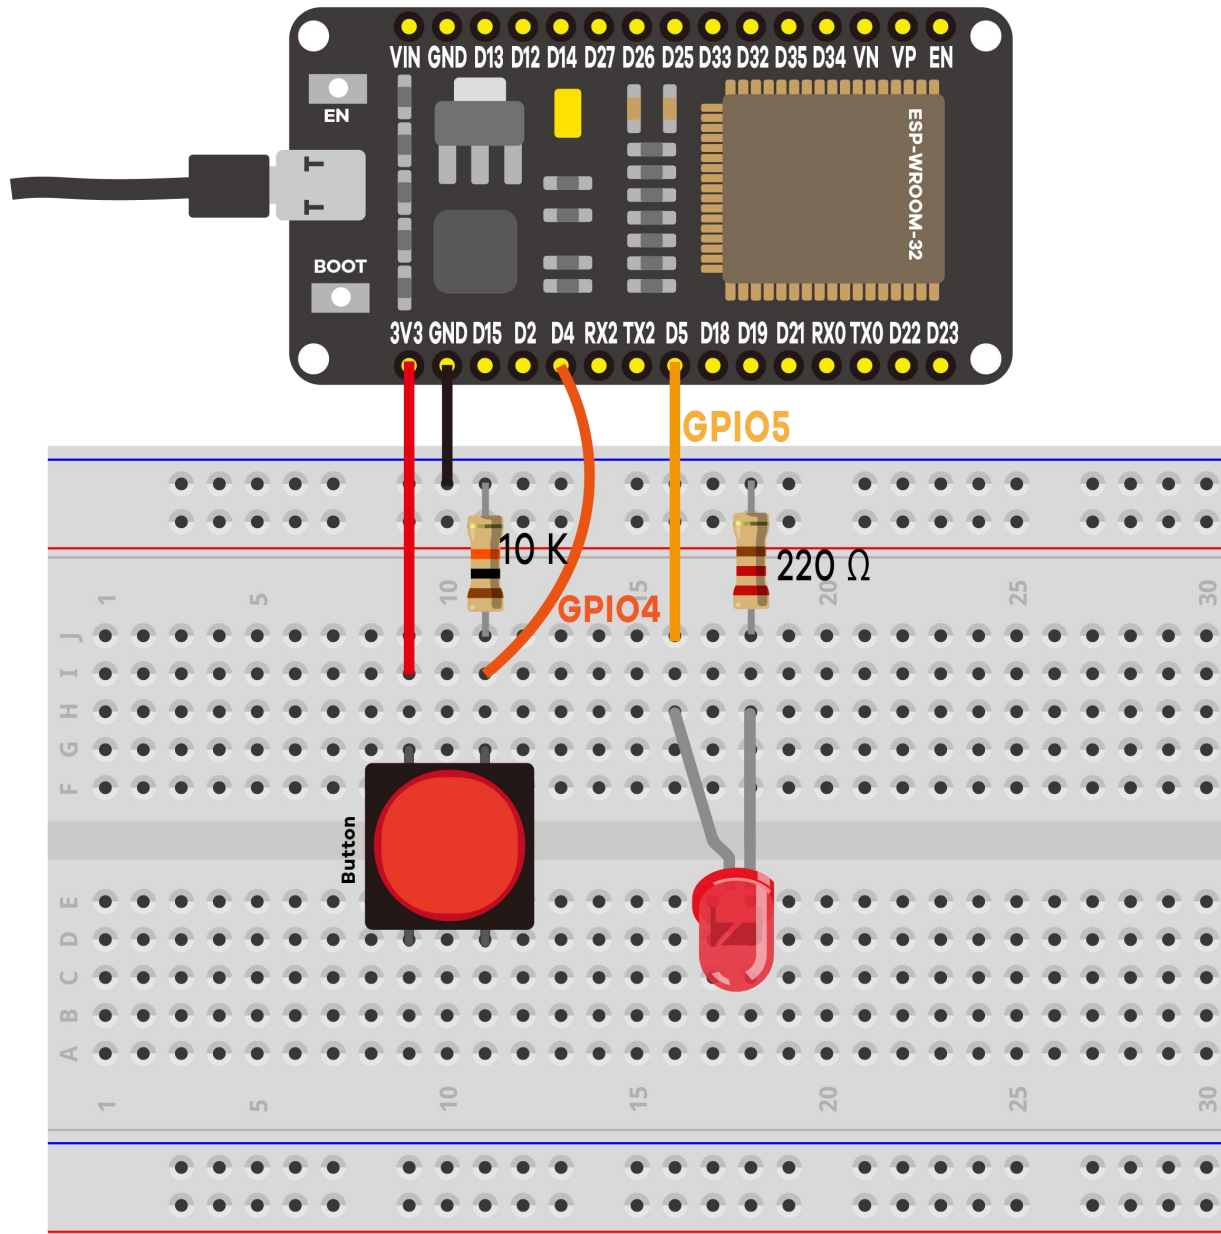 VIN GND D13 D12 D14 D27 D26 D25 D33 D32 D35 D34 VN VP EN
EN
ESP-WROOM-32
T
T
BOOT
3V3 GND D15 D2 D4 RX2 TX2 D5 D18 D19 D21 RX0 TX0 D22 D23
GPIO5
10 K
220 Ω
GPIO4
1 5 10 15 20 25 30
J
I
H
G
F
Button
E
D
C
B
A
1 5 10 15 20 25 30